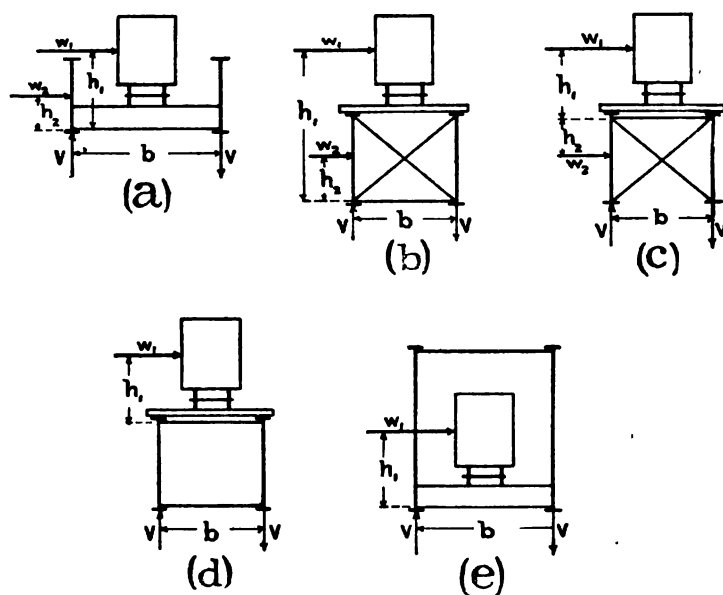 w₁
h₁
w₂
h₂
V b V
(a)
w₁
h₁
w₂
h₂
V b V
(b)
w₁
h₁
h₂
w₂
V b V
(c)
w₁
h₁
V b V
(d)
w₁
h₁
V b V
(e)